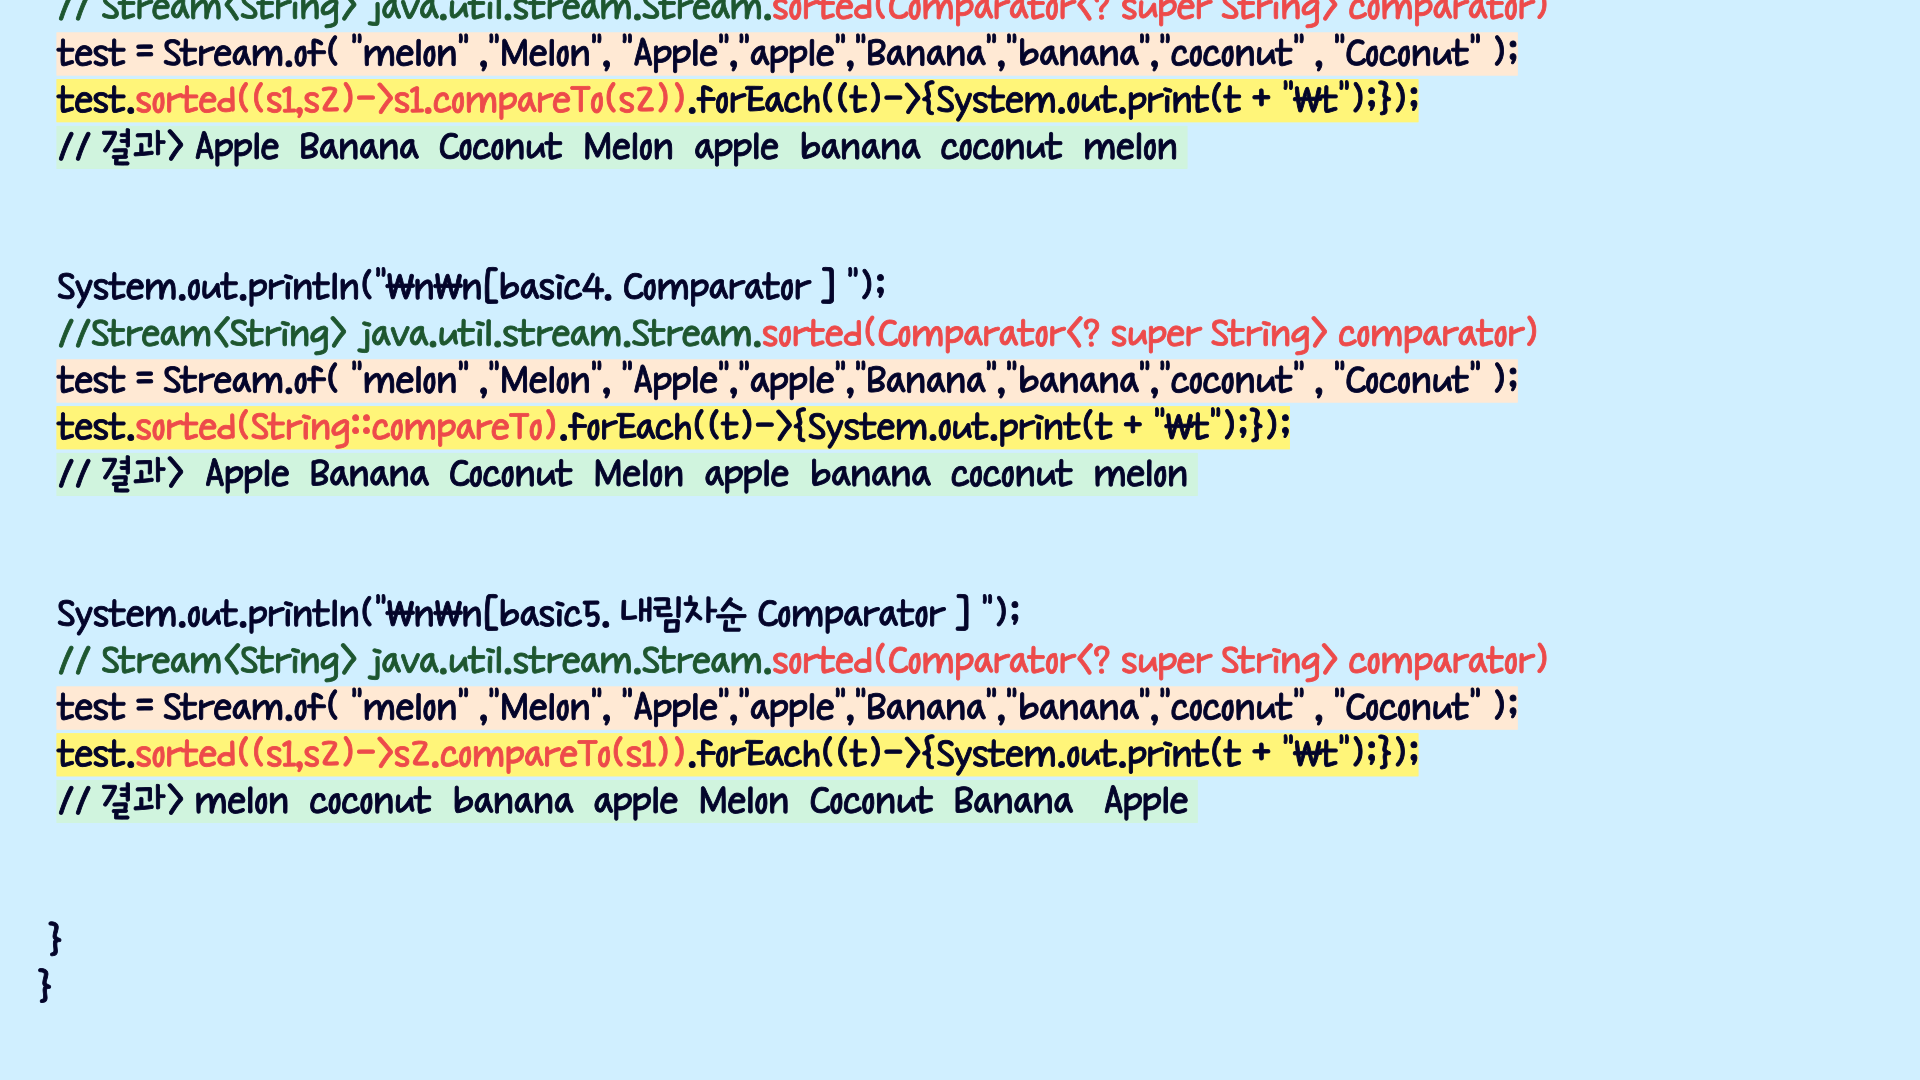 // Stream<String> java.util.stream.Stream.sorted(Comparator<? super String> comparator)
test = Stream.of( "melon" ,"Melon", "Apple","apple","Banana","banana","coconut" , "Coconut" );
test.sorted((s1,s2)->s1.compareTo(s2)).forEach((t)->{System.out.print(t + "₩t");});
// 결과> Apple Banana Coconut Melon apple banana coconut melon
System.out.println("₩n₩n[basic4. Comparator ] ");
//Stream<String> java.util.stream.Stream.sorted(Comparator<? super String> comparator)
test = Stream.of( "melon" ,"Melon", "Apple","apple","Banana","banana","coconut" , "Coconut" );
test.sorted(String::compareTo).forEach((t)->{System.out.print(t + "₩t");});
// 결과> Apple Banana Coconut Melon apple banana coconut melon
System.out.println("₩n₩n[basic5. 내림차순 Comparator ] ");
// Stream<String> java.util.stream.Stream.sorted(Comparator<? super String> comparator)
test = Stream.of( "melon" ,"Melon", "Apple","apple","Banana","banana","coconut" , "Coconut" );
test.sorted((s1,s2)->s2.compareTo(s1)).forEach((t)->{System.out.print(t + "₩t");});
// 결과> melon coconut banana apple Melon Coconut Banana Apple
}
}